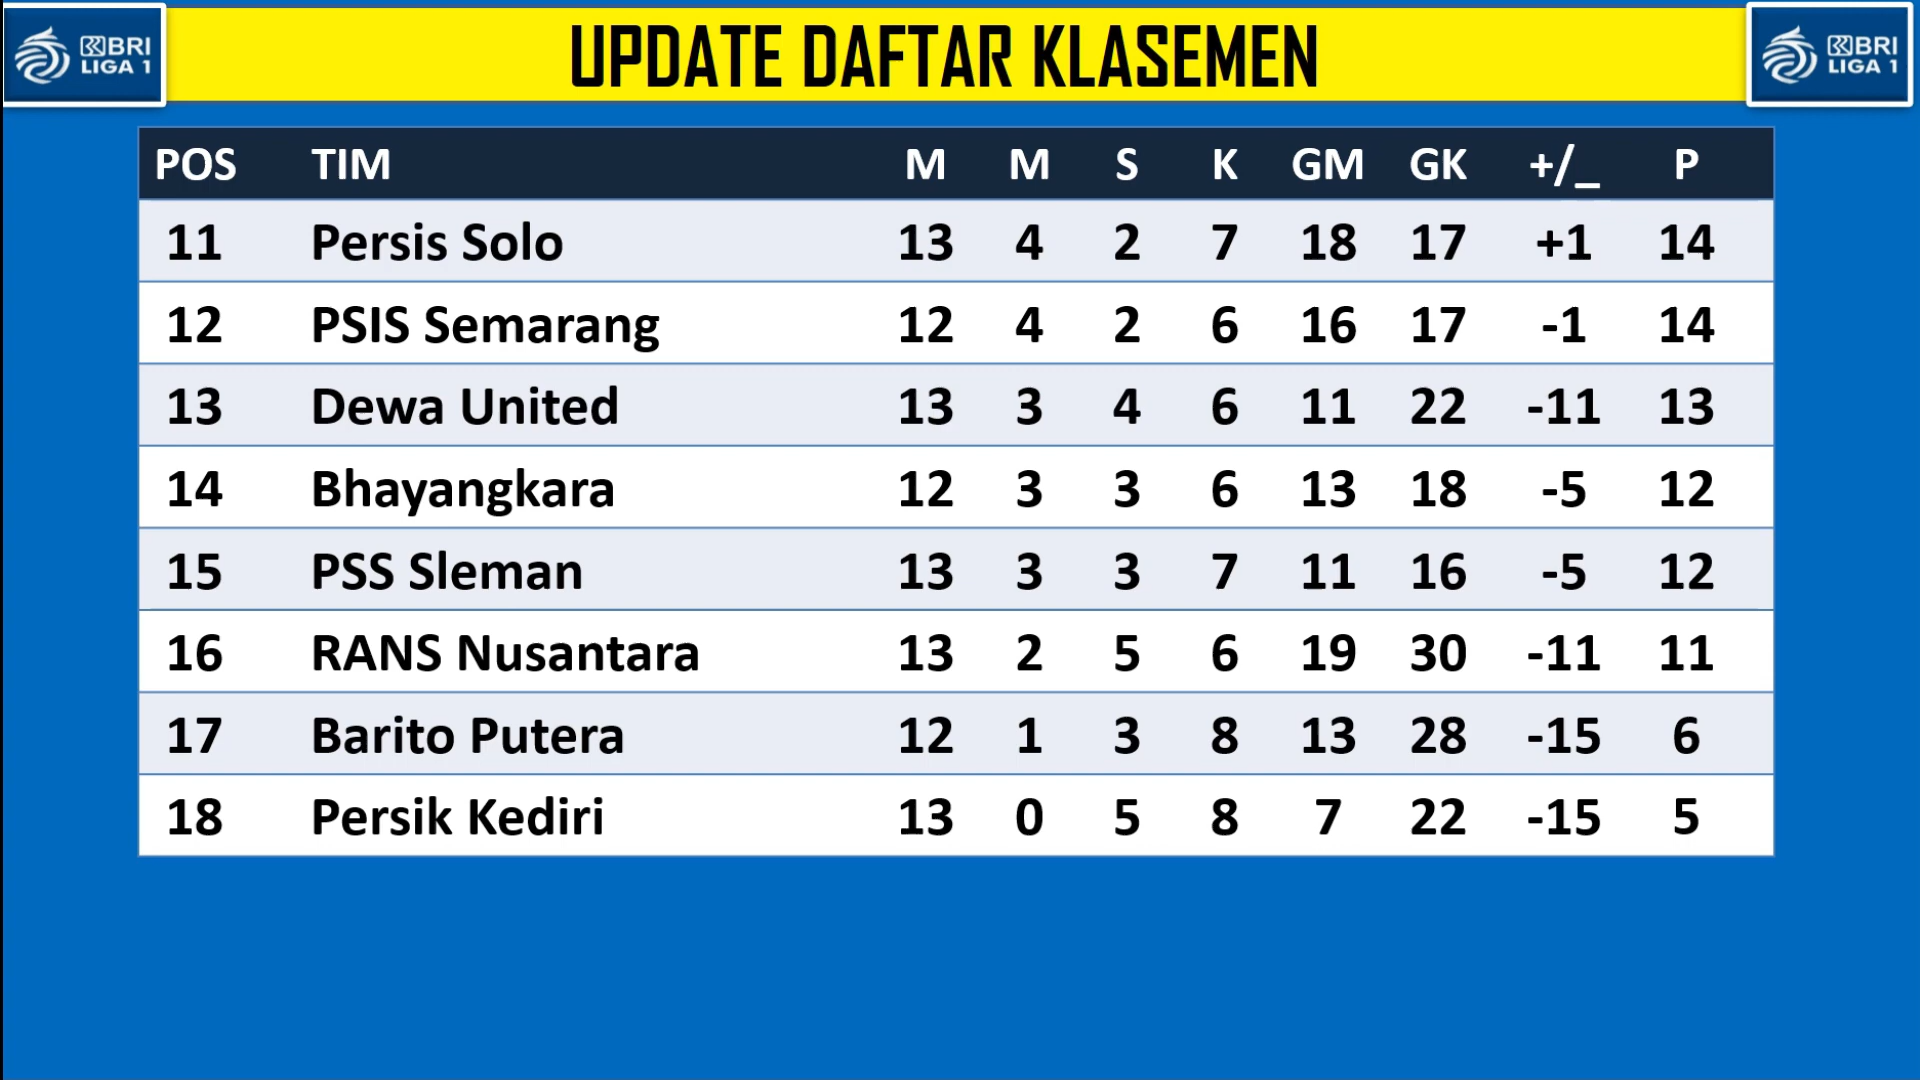 BRI
LIGA 1
UPDATE DAFTAR KLASEMEN
BRI
LIGA 1
POS TIM M M S K GM GK +/_ P
11 Persis Solo 13 4 2 7 18 17 +1 14
12 PSIS Semarang 12 4 2 6 16 17 -1 14
13 Dewa United 13 3 4 6 11 22 -11 13
14 Bhayangkara 12 3 3 6 13 18 -5 12
15 PSS Sleman 13 3 3 7 11 16 -5 12
16 RANS Nusantara 13 2 5 6 19 30 -11 11
17 Barito Putera 12 1 3 8 13 28 -15 6
18 Persik Kediri 13 0 5 8 7 22 -15 5